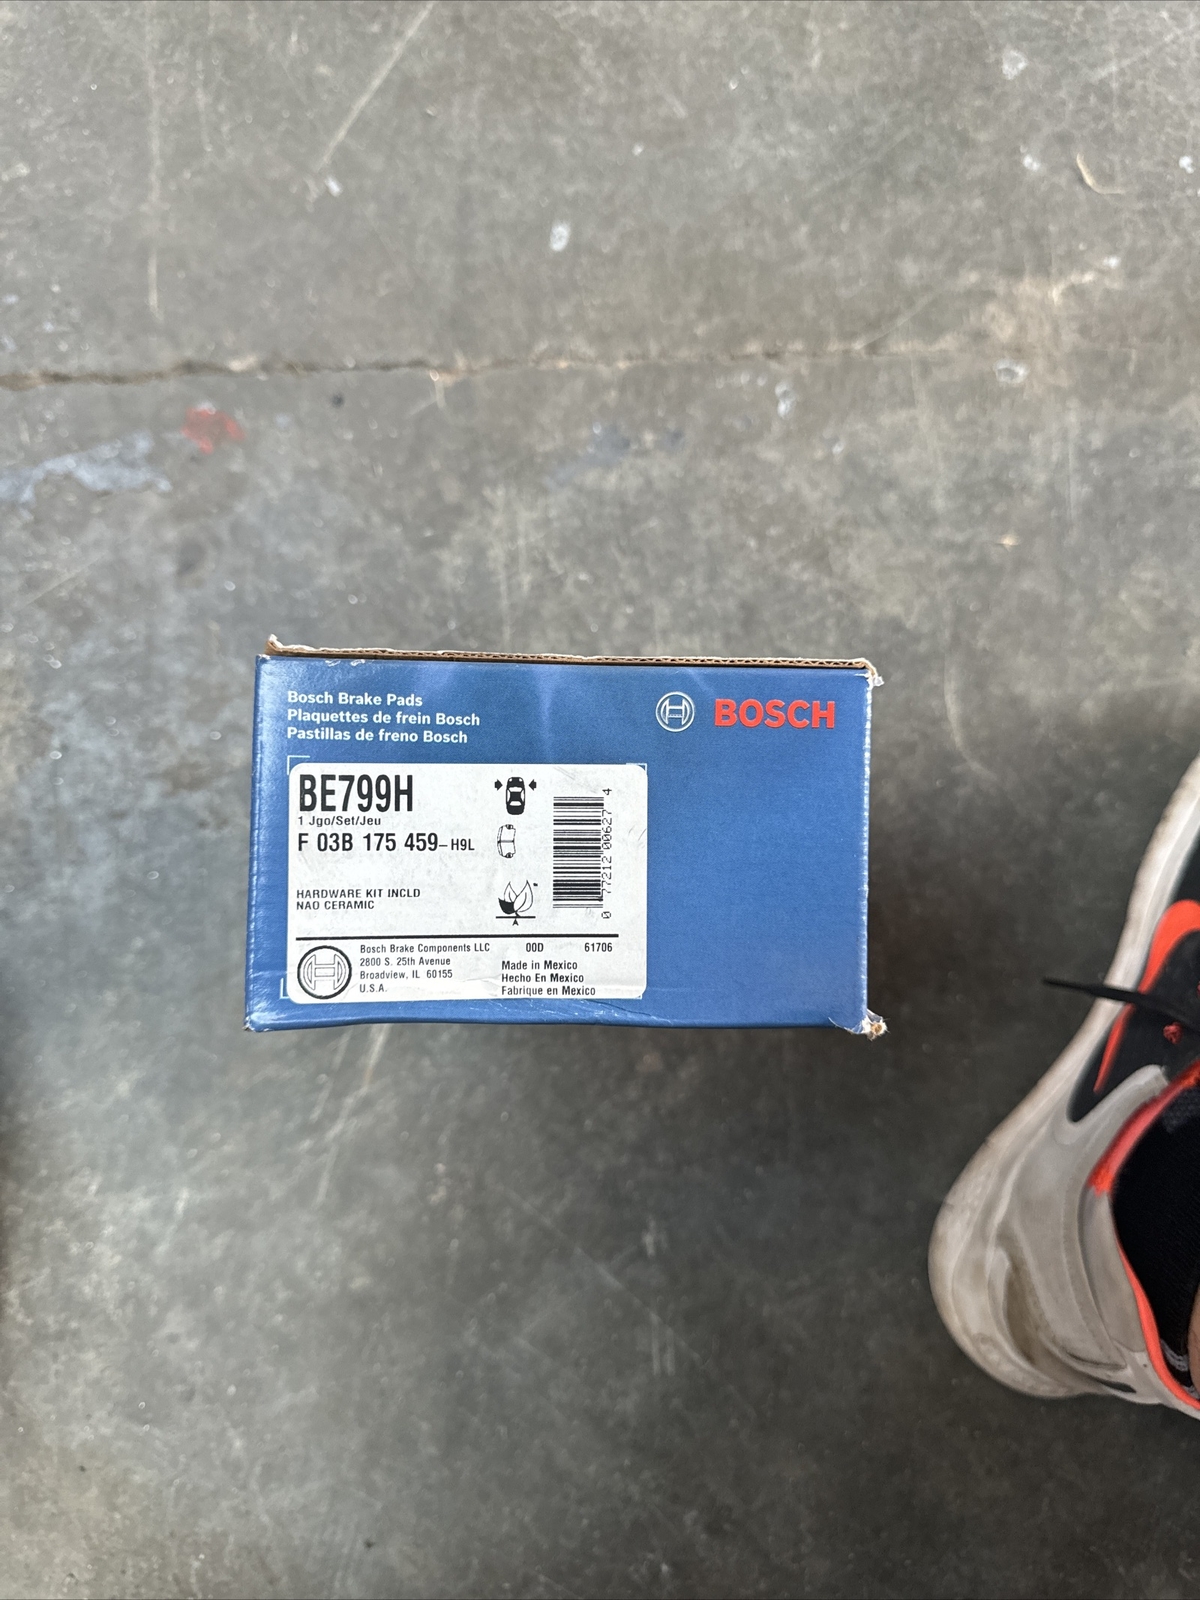 Bosch Brake Pads
Plaquettes de frein Bosch
Pastillas de freno Bosch
BOSCH
BE799H
1 Jgo/Set/Jeu
F 03B 175 459-H9L
HARDWARE KIT INCLD
NAO CERAMIC
0 77212 00627 4
Bosch Brake Components LLC
2800 S. 25th Avenue
Broadview, IL 60155
U.S.A.
00D 61706
Made in Mexico
Hecho En Mexico
Fabrique en Mexico